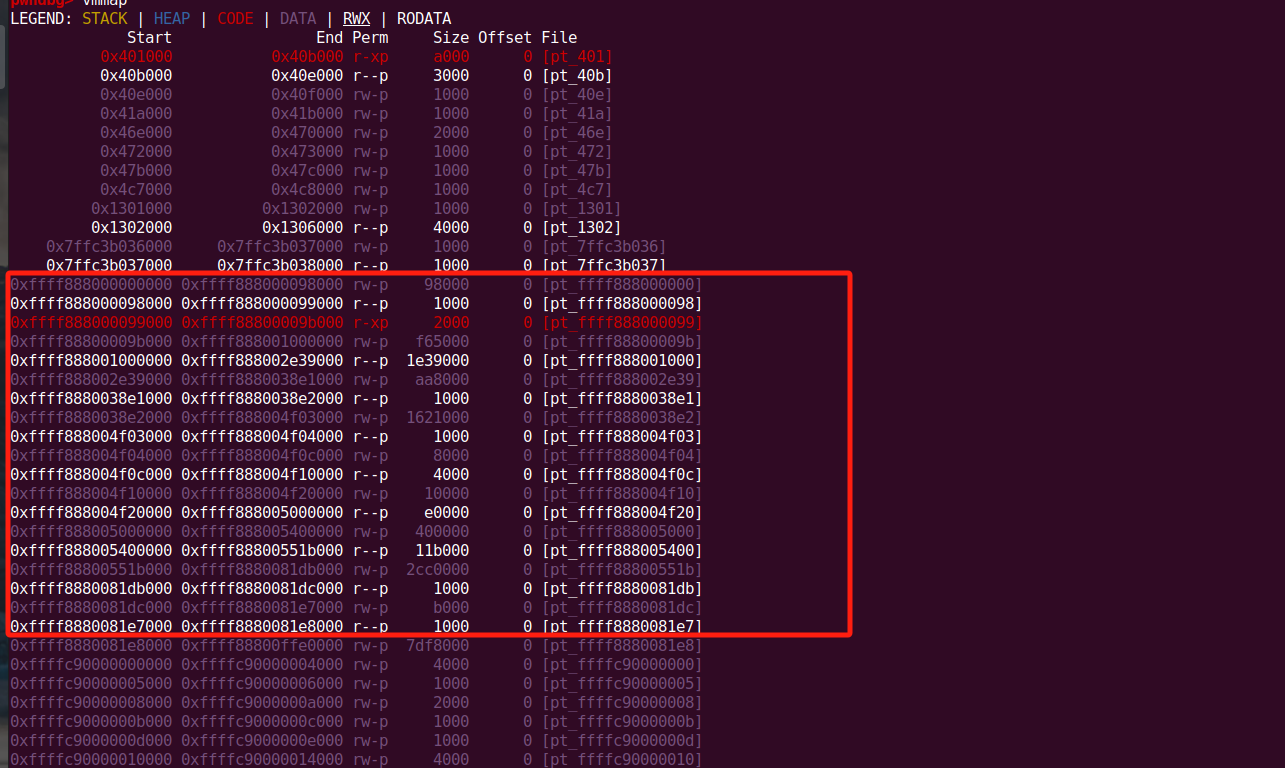 pwndbg> vmmap
LEGEND: STACK | HEAP | CODE | DATA | RWX | RODATA
Start End Perm Size Offset File
0x401000 0x40b000 r-xp a000 0 [pt_401]
0x40b000 0x40e000 r--p 3000 0 [pt_40b]
0x40e000 0x40f000 rw-p 1000 0 [pt_40e]
0x41a000 0x41b000 rw-p 1000 0 [pt_41a]
0x46e000 0x470000 rw-p 2000 0 [pt_46e]
0x472000 0x473000 rw-p 1000 0 [pt_472]
0x47b000 0x47c000 rw-p 1000 0 [pt_47b]
0x4c7000 0x4c8000 rw-p 1000 0 [pt_4c7]
0x1301000 0x1302000 rw-p 1000 0 [pt_1301]
0x1302000 0x1306000 r--p 4000 0 [pt_1302]
0x7ffc3b036000 0x7ffc3b037000 rw-p 1000 0 [pt_7ffc3b036]
0x7ffc3b037000 0x7ffc3b038000 r--p 1000 0 [pt_7ffc3b037]
0xffff888000000000 0xffff888000098000 rw-p 98000 0 [pt_ffff888000000]
0xffff888000098000 0xffff888000099000 r--p 1000 0 [pt_ffff888000098]
0xffff888000099000 0xffff88800009b000 r-xp 2000 0 [pt_ffff888000099]
0xffff88800009b000 0xffff888001000000 rw-p f65000 0 [pt_ffff88800009b]
0xffff888001000000 0xffff888002e39000 r--p 1e39000 0 [pt_ffff888001000]
0xffff888002e39000 0xffff8880038e1000 rw-p aa8000 0 [pt_ffff888002e39]
0xffff8880038e1000 0xffff8880038e2000 r--p 1000 0 [pt_ffff8880038e1]
0xffff8880038e2000 0xffff888004f03000 rw-p 1621000 0 [pt_ffff8880038e2]
0xffff888004f03000 0xffff888004f04000 r--p 1000 0 [pt_ffff888004f03]
0xffff888004f04000 0xffff888004f0c000 rw-p 8000 0 [pt_ffff888004f04]
0xffff888004f0c000 0xffff888004f10000 r--p 4000 0 [pt_ffff888004f0c]
0xffff888004f10000 0xffff888004f20000 rw-p 10000 0 [pt_ffff888004f10]
0xffff888004f20000 0xffff888005000000 r--p e0000 0 [pt_ffff888004f20]
0xffff888005000000 0xffff888005400000 rw-p 400000 0 [pt_ffff888005000]
0xffff888005400000 0xffff88800551b000 r--p 11b000 0 [pt_ffff888005400]
0xffff88800551b000 0xffff8880081db000 rw-p 2cc0000 0 [pt_ffff88800551b]
0xffff8880081db000 0xffff8880081dc000 r--p 1000 0 [pt_ffff8880081db]
0xffff8880081dc000 0xffff8880081e7000 rw-p b000 0 [pt_ffff8880081dc]
0xffff8880081e7000 0xffff8880081e8000 r--p 1000 0 [pt_ffff8880081e7]
0xffff8880081e8000 0xffff88800ffe0000 rw-p 7df8000 0 [pt_ffff8880081e8]
0xffffc90000000000 0xffffc90000004000 rw-p 4000 0 [pt_ffffc90000000]
0xffffc90000005000 0xffffc90000006000 rw-p 1000 0 [pt_ffffc90000005]
0xffffc90000008000 0xffffc9000000a000 rw-p 2000 0 [pt_ffffc90000008]
0xffffc9000000b000 0xffffc9000000c000 rw-p 1000 0 [pt_ffffc9000000b]
0xffffc9000000d000 0xffffc9000000e000 rw-p 1000 0 [pt_ffffc9000000d]
0xffffc90000010000 0xffffc90000014000 rw-p 4000 0 [pt_ffffc90000010]